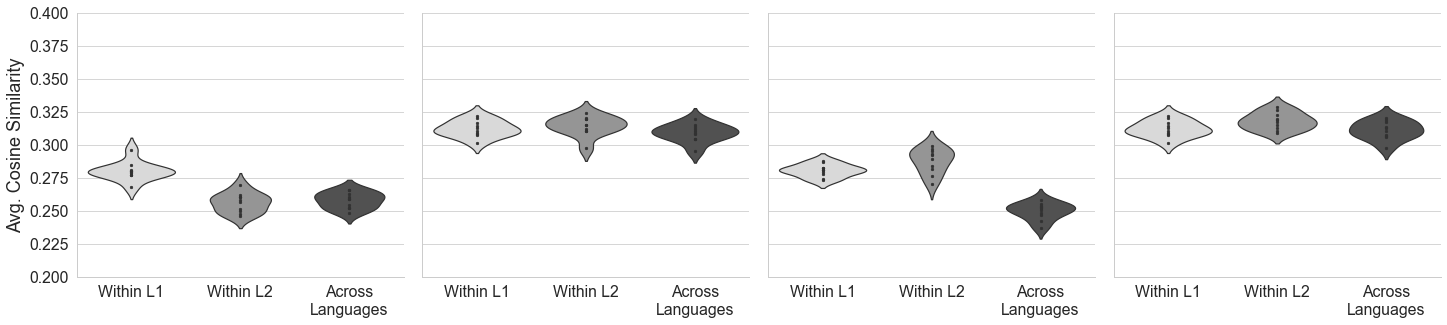 Avg. Cosine Similarity
0.400
0.375
0.350
0.325
0.300
0.275
0.250
0.225
0.200
Within L1
Within L2
Across
Languages
Within L1
Within L2
Across
Languages
Within L1
Within L2
Across
Languages
Within L1
Within L2
Across
Languages